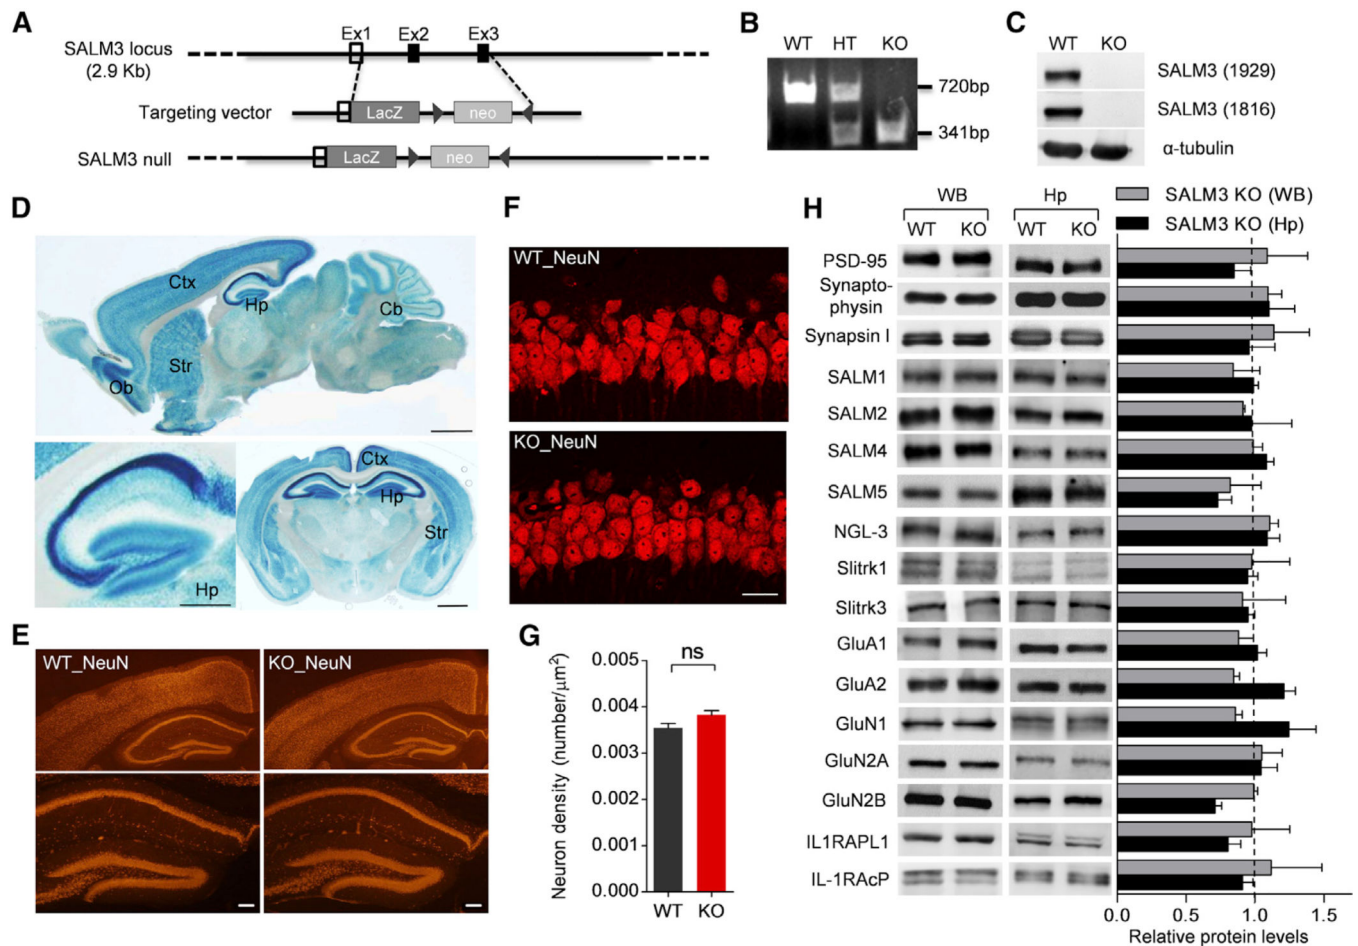 A
Ex1 Ex2 Ex3
SALM3 locus
(2.9 Kb)
Targeting vector
LacZ neo
SALM3 null
LacZ neo
B
WT HT KO
720bp
341bp
C
WT KO
SALM3 (1929)
SALM3 (1816)
α-tubulin
D
Ctx
Hp
Cb
Str
Ob
Hp
Ctx
Hp
Str
E
WT_NeuN
KO_NeuN
F
WT_NeuN
KO_NeuN
G
ns
Neuron density (number/μm²)
0.005
0.004
0.003
0.002
0.001
0.000
WT KO
H
WB Hp
WT KO WT KO
SALM3 KO (WB)
SALM3 KO (Hp)
PSD-95
Synapto-
physin
Synapsin I
SALM1
SALM2
SALM4
SALM5
NGL-3
Slitrk1
Slitrk3
GluA1
GluA2
GluN1
GluN2A
GluN2B
IL1RAPL1
IL-1RAcP
0.0 0.5 1.0 1.5
Relative protein levels